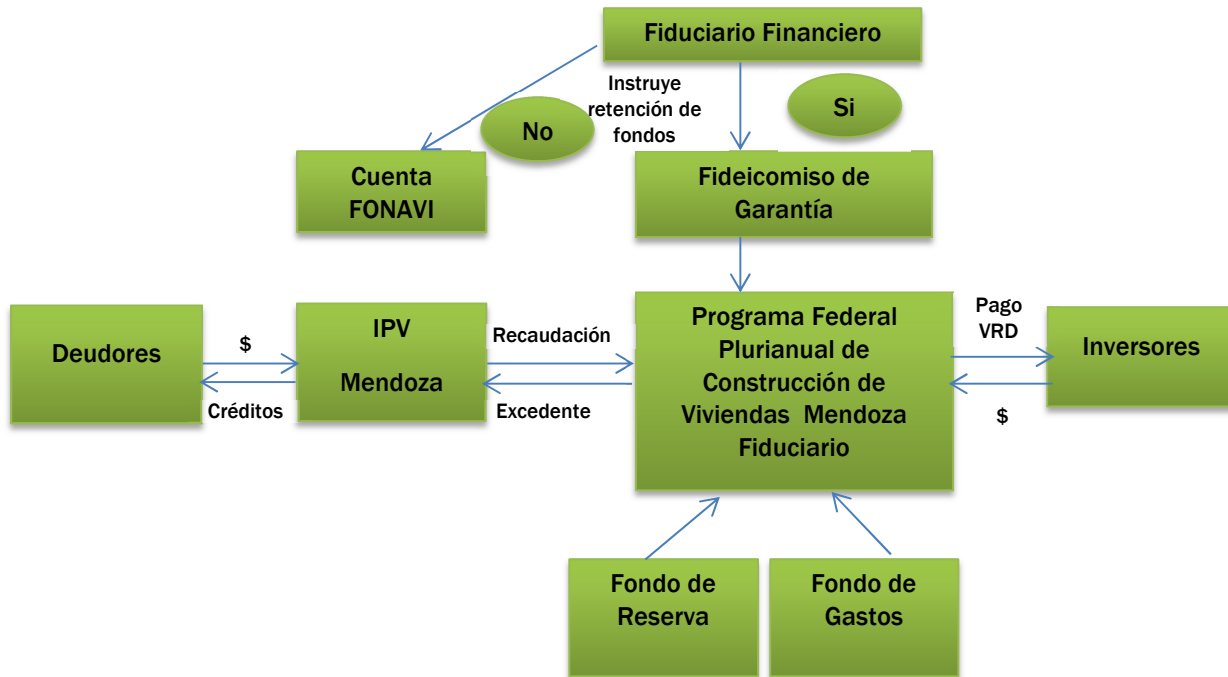 Fiduciario Financiero
Instruye
retención de
fondos
No
Si
Cuenta
FONAVI
Fideicomiso de
Garantía
Deudores
$
Créditos
IPV
Mendoza
Recaudación
Excedente
Programa Federal
Plurianual de
Construcción de
Viviendas Mendoza
Fiduciario
Pago
VRD
$
Inversores
Fondo de
Reserva
Fondo de
Gastos